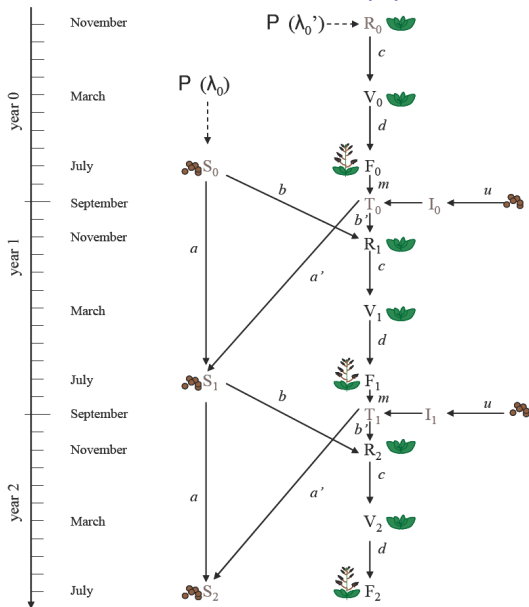 November P (λ₀’) R₀
c
March P (λ₀) V₀
year 0
d
July S₀ F₀
b m
September T₀ I₀ u
b’
November R₁
year 1
a c
a’
March V₁
d
July S₁ F₁
b m
September T₁ I₁ u
b’
November R₂
year 2
a a’ c
March V₂
d
July S₂ F₂